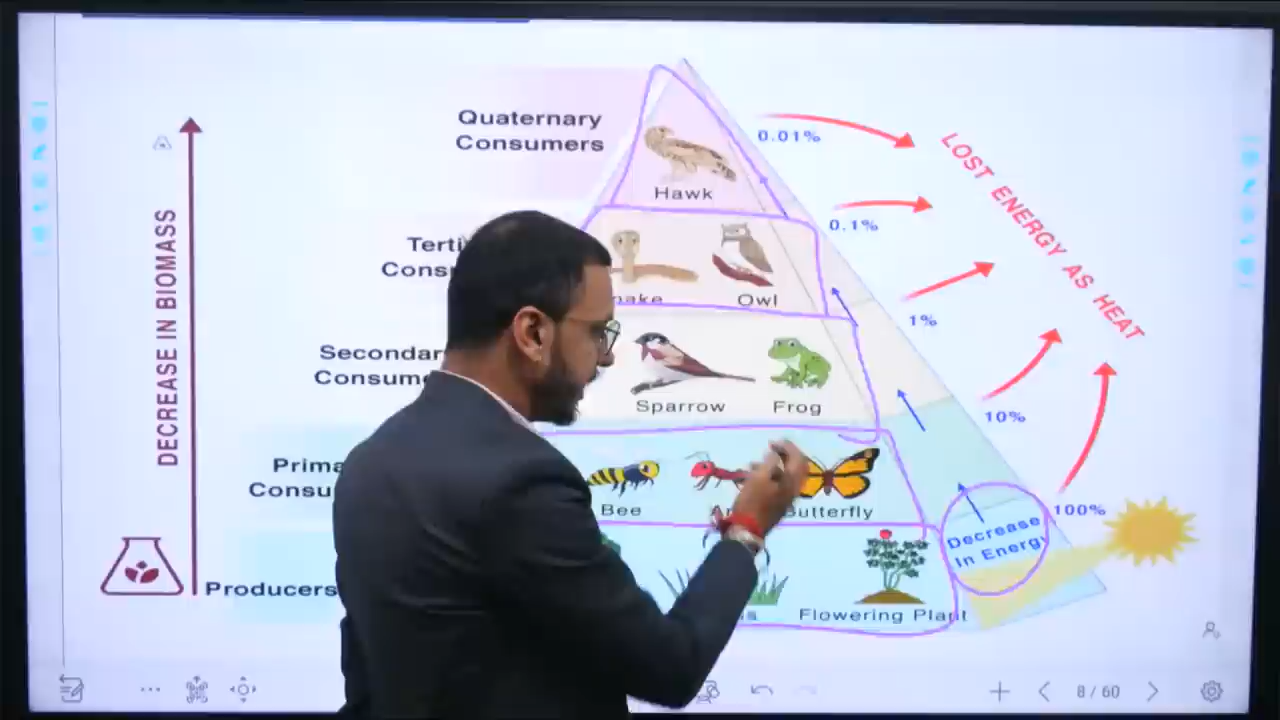 Quaternary
Consumers
0.01%
Hawk
0.1%
LOST ENERGY AS HEAT
DECREASE IN BIOMASS
Owl
1%
Sparrow
Frog
10%
Bee
Butterfly
100%
Decrease
In Energy
Producers
Flowering Plant
8 / 60